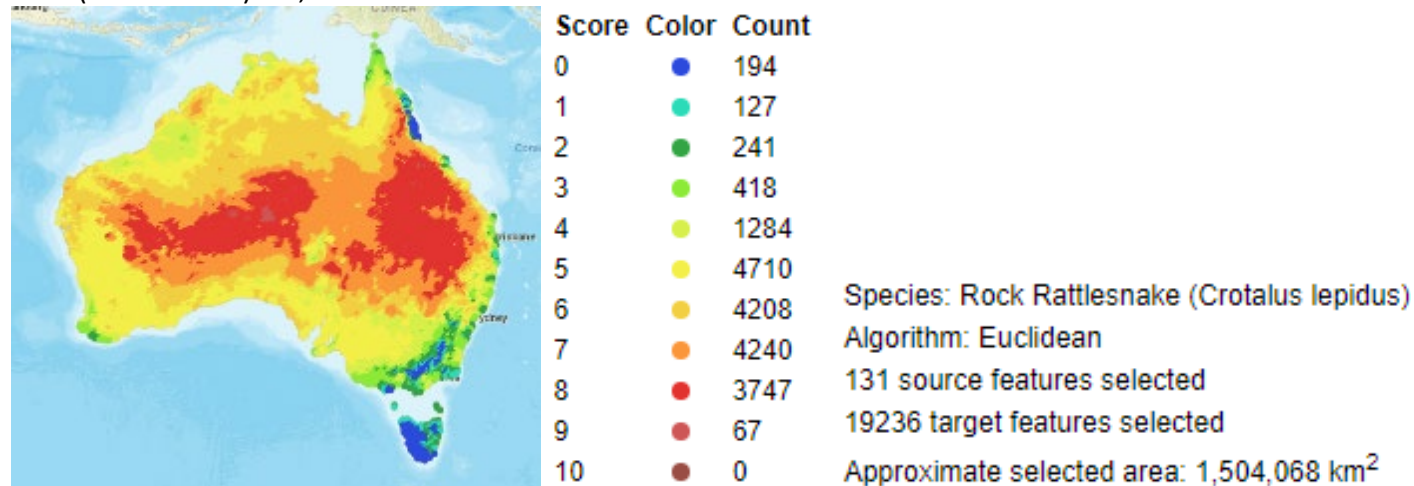 Score Color Count
0 194
1 127
2 241
3 418
4 1284
5 4710
6 4208
7 4240
8 3747
9 67
10 0
Species: Rock Rattlesnake (Crotalus lepidus)
Algorithm: Euclidean
131 source features selected
19236 target features selected
Approximate selected area: 1,504,068 km²